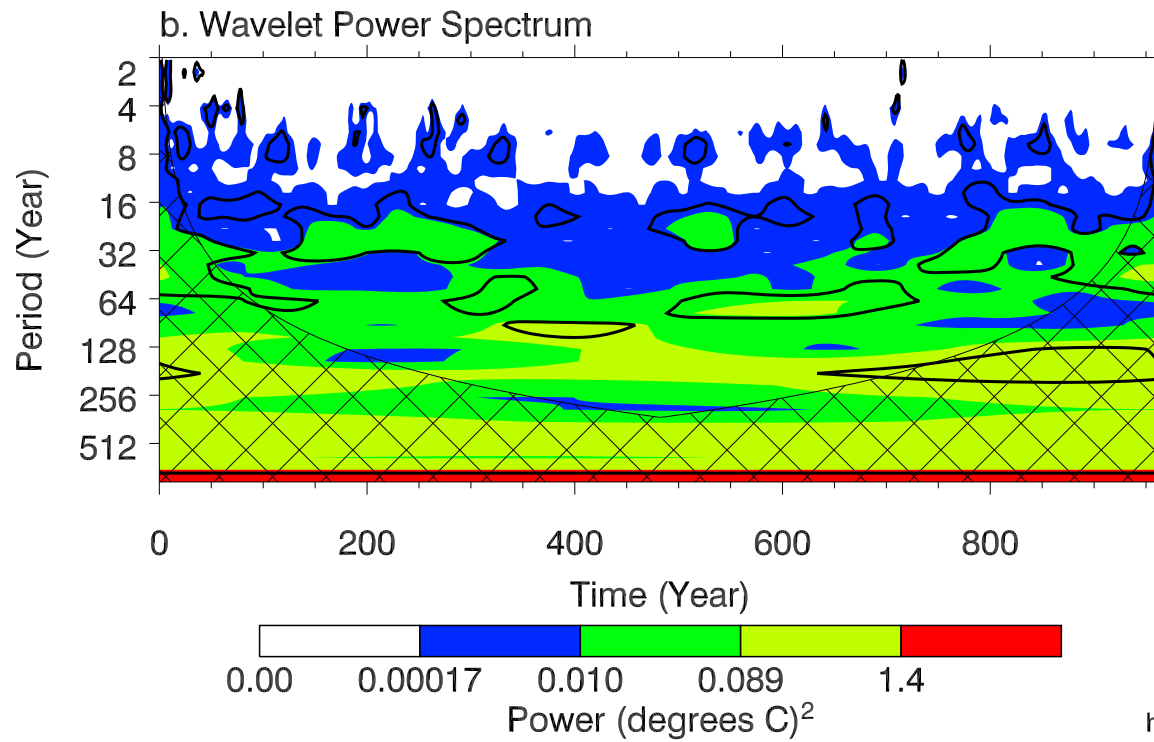 b. Wavelet Power Spectrum
2
4
8
16
32
64
128
256
512
Period (Year)
0 200 400 600 800
Time (Year)
0.00 0.00017 0.010 0.089 1.4
Power (degrees C)²